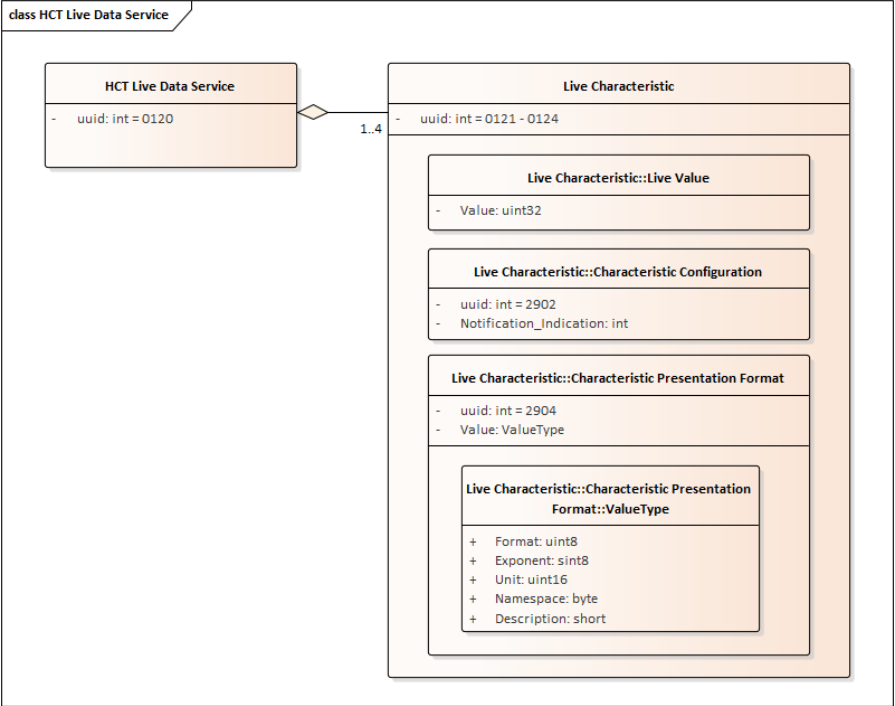 class HCT Live Data Service
HCT Live Data Service
- uuid: int = 0120
1..4
Live Characteristic
- uuid: int = 0121 - 0124
Live Characteristic::Live Value
- Value: uint32
Live Characteristic::Characteristic Configuration
- uuid: int = 2902
- Notification_Indication: int
Live Characteristic::Characteristic Presentation Format
- uuid: int = 2904
- Value: ValueType
Live Characteristic::Characteristic Presentation
Format::ValueType
+ Format: uint8
+ Exponent: sint8
+ Unit: uint16
+ Namespace: byte
+ Description: short